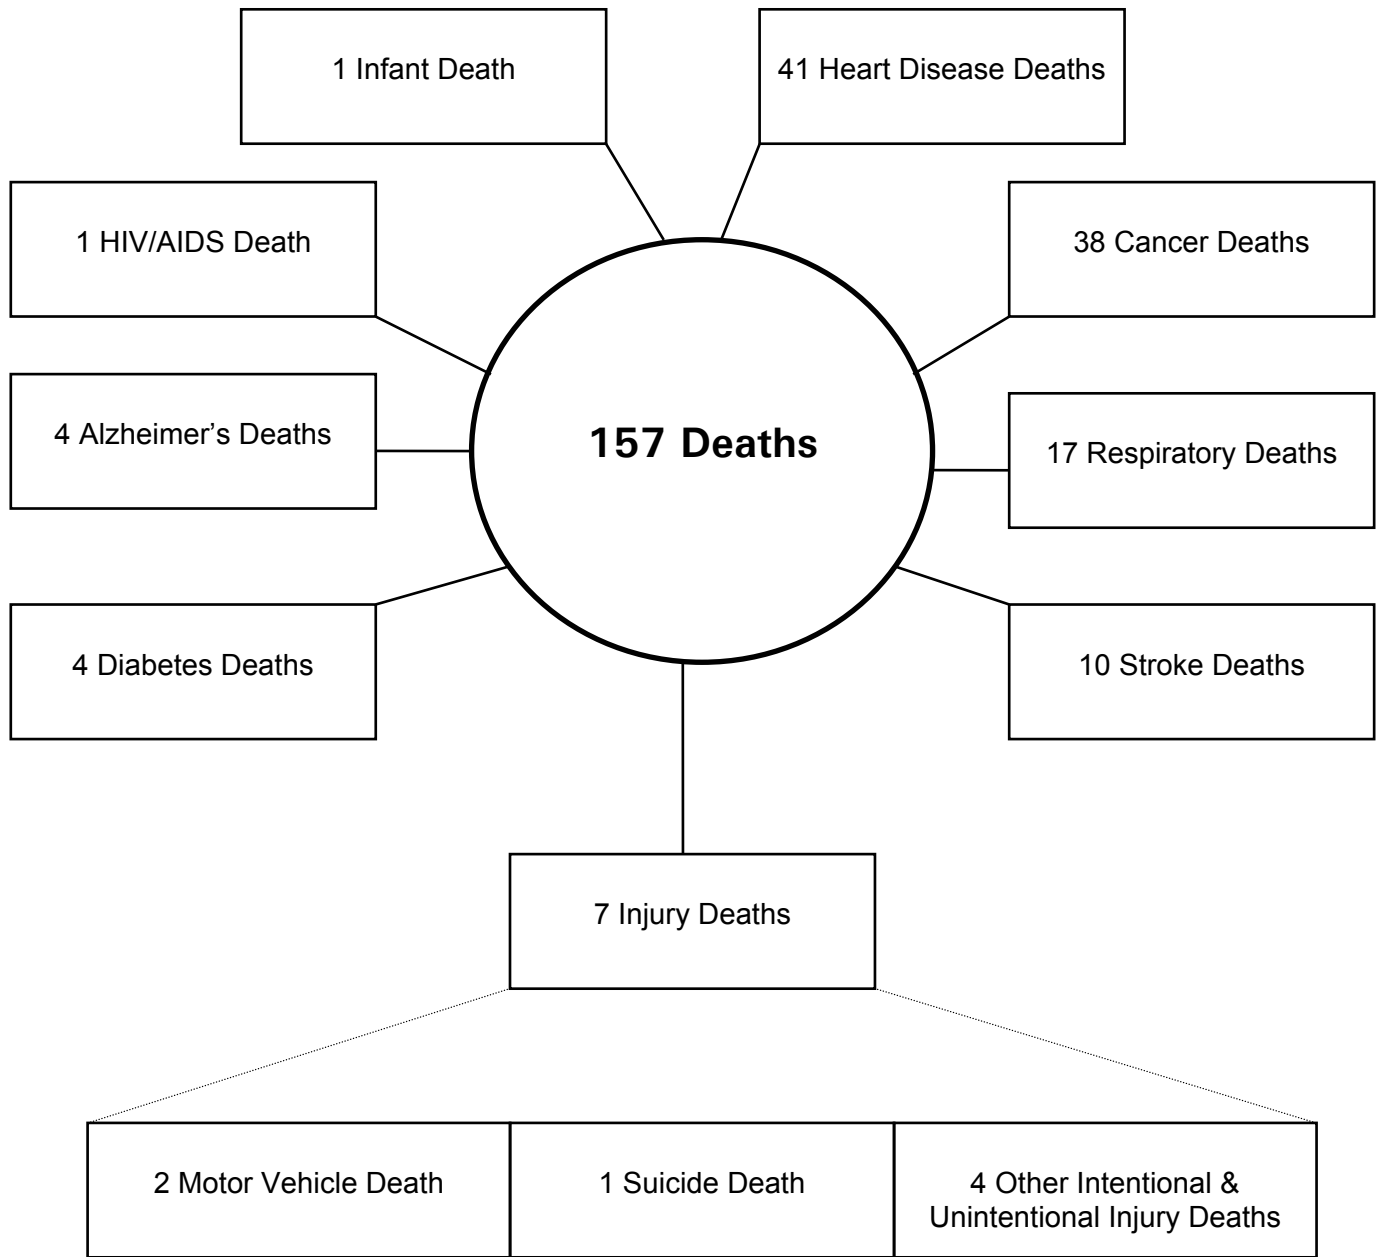 1 Infant Death
41 Heart Disease Deaths
1 HIV/AIDS Death
38 Cancer Deaths
4 Alzheimer’s Deaths
157 Deaths
17 Respiratory Deaths
4 Diabetes Deaths
10 Stroke Deaths
7 Injury Deaths
2 Motor Vehicle Death
1 Suicide Death
4 Other Intentional &
Unintentional Injury Deaths